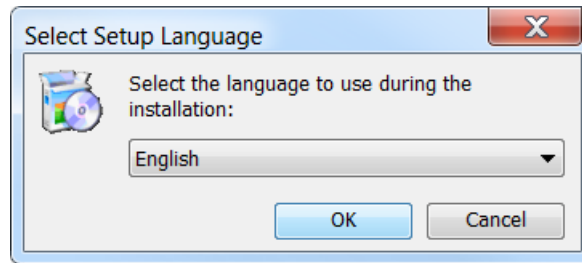 Select Setup Language
Select the language to use during the
installation:
English
OK
Cancel